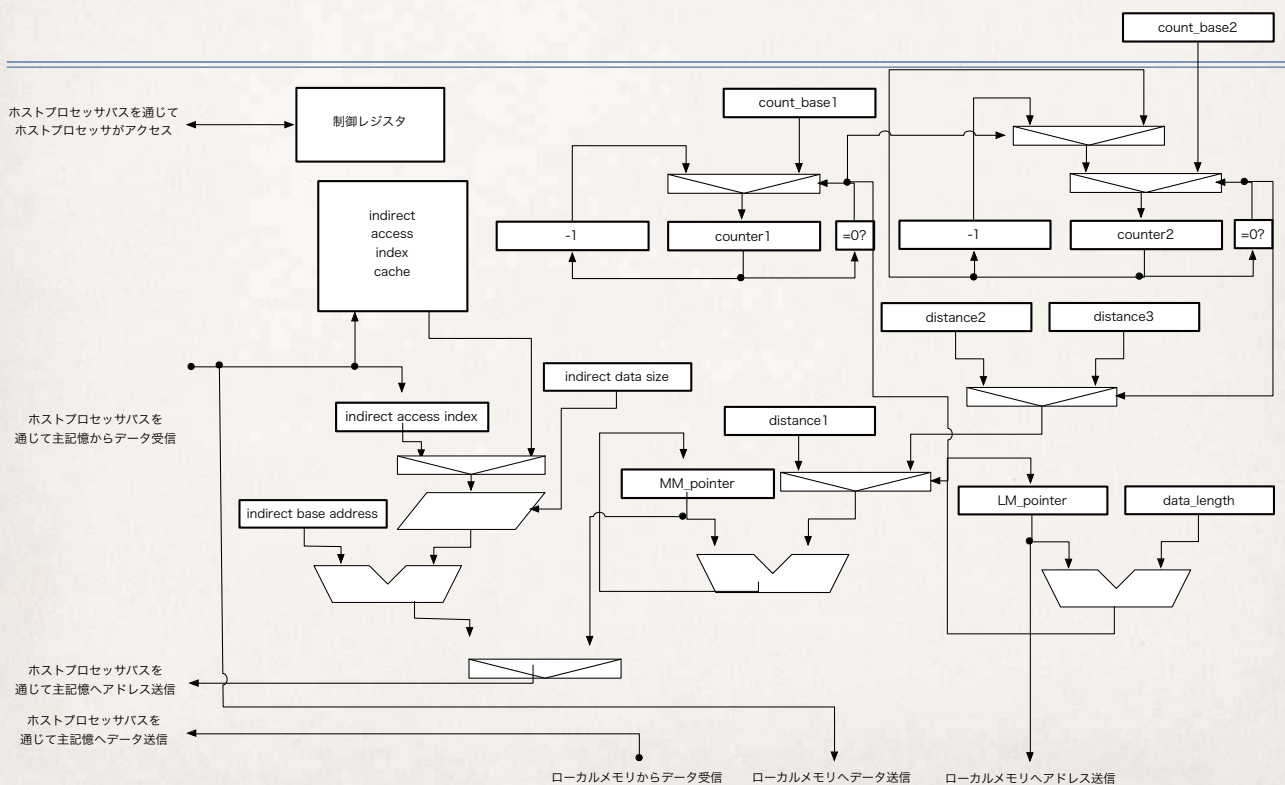 count_base2
ホストプロセッサバスを通じて
ホストプロセッサがアクセス
制御レジスタ
count_base1
indirect
access
index
cache
-1
counter1
=0?
-1
counter2
=0?
distance2
distance3
indirect data size
ホストプロセッサバスを
通じて主記憶からデータ受信
indirect access index
distance1
MM_pointer
LM_pointer
data_length
indirect base address
ホストプロセッサバスを
通じて主記憶へアドレス送信
ホストプロセッサバスを
通じて主記憶へデータ送信
ローカルメモリからデータ受信
ローカルメモリへデータ送信
ローカルメモリへアドレス送信